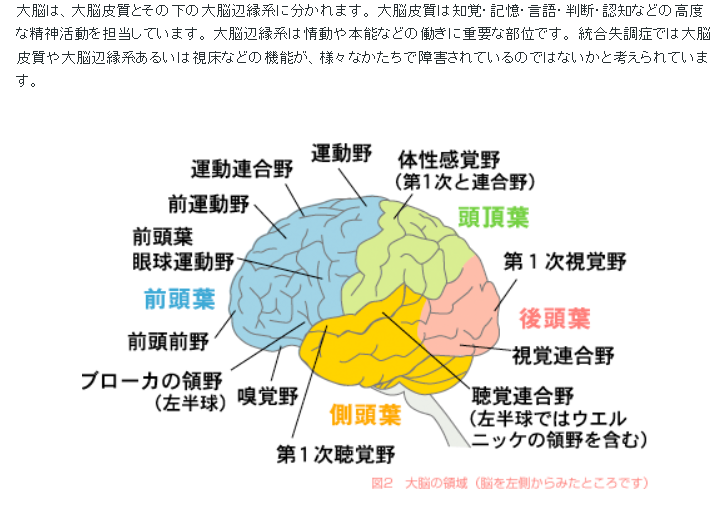 大脳は、大脳皮質とその下の大脳辺縁系に分かれます。大脳皮質は知覚・記憶・言語・判断・認知などの高度
な精神活動を担当しています。大脳辺縁系は情動や本能などの働きに重要な部位です。統合失調症では大脳
皮質や大脳辺縁系あるいは視床などの機能が、様々なかたちで障害されているのではないかと考えられていま
す。
運動野
運動連合野
体性感覚野
(第1次と連合野)
前運動野
頭頂葉
前頭葉
眼球運動野
第1次視覚野
前頭葉
後頭葉
前頭前野
視覚連合野
ブローカの領野
(左半球)
嗅覚野
聴覚連合野
(左半球ではウエル
ニッケの領野を含む)
側頭葉
第1次聴覚野
図2 大脳の領域（脳を左側からみたところです）